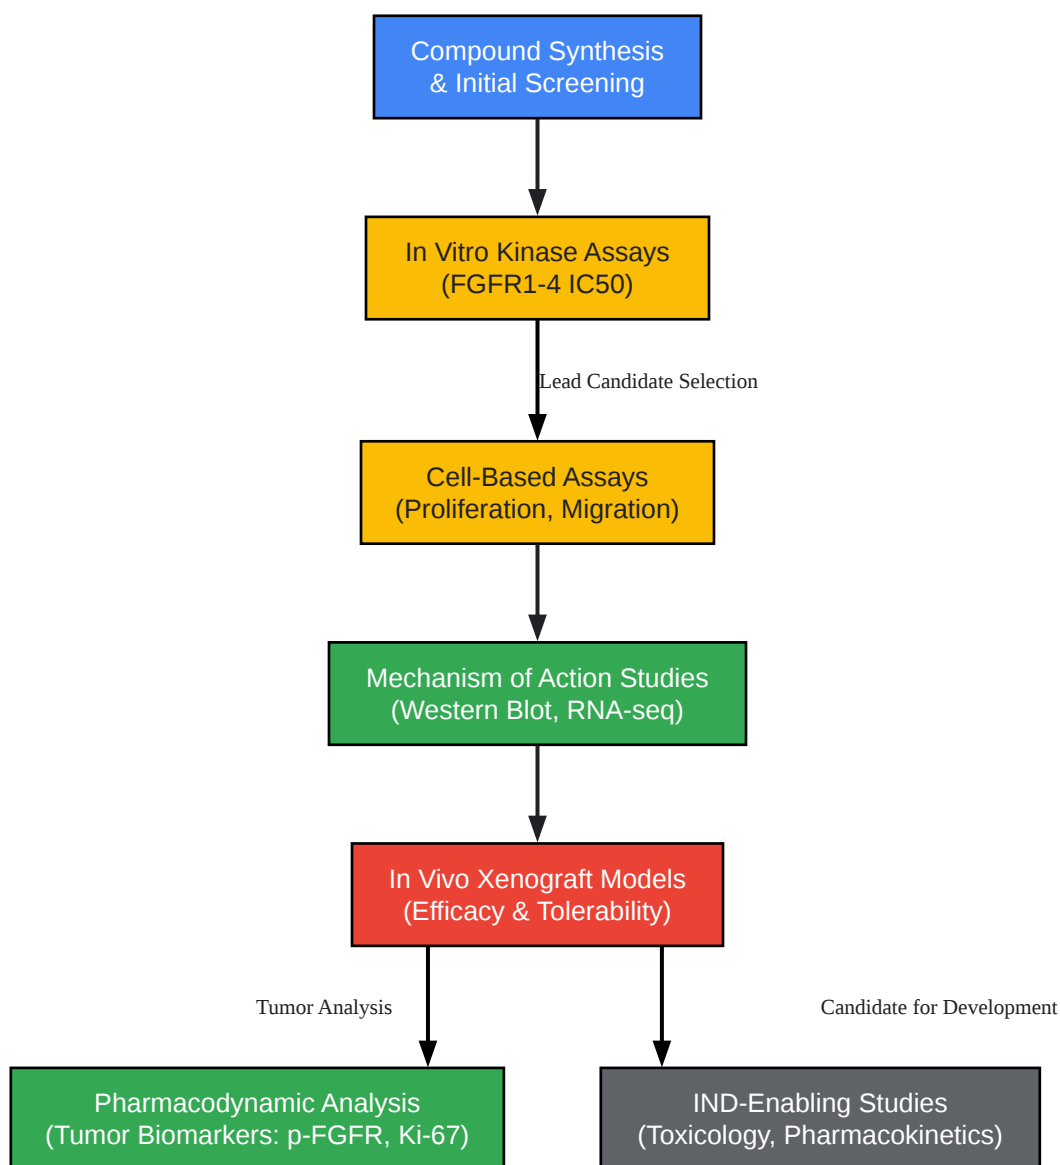 Compound Synthesis
& Initial Screening
In Vitro Kinase Assays
(FGFR1-4 IC50)
Lead Candidate Selection
Cell-Based Assays
(Proliferation, Migration)
Mechanism of Action Studies
(Western Blot, RNA-seq)
In Vivo Xenograft Models
(Efficacy & Tolerability)
Tumor Analysis
Candidate for Development
Pharmacodynamic Analysis
(Tumor Biomarkers: p-FGFR, Ki-67)
IND-Enabling Studies
(Toxicology, Pharmacokinetics)